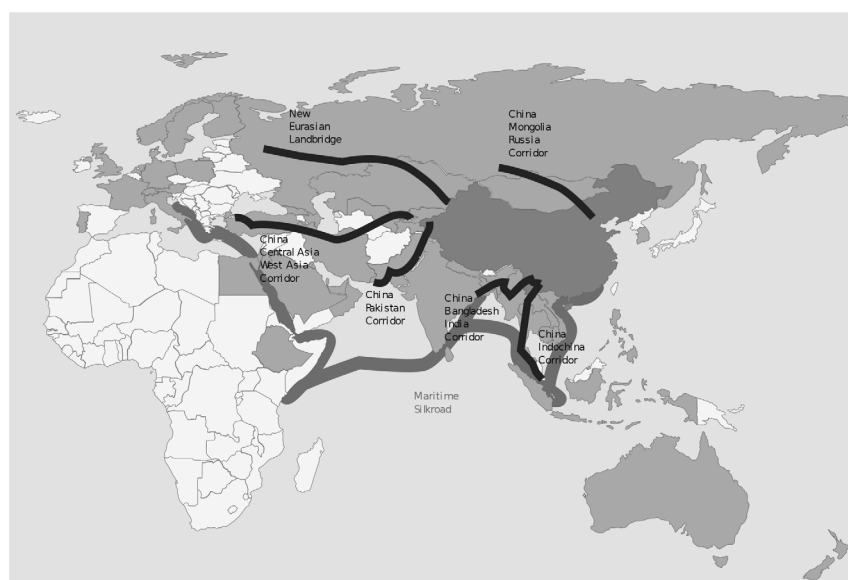 New
Eurasian
Landbridge
China
Mongolia
Russia
Corridor
China
Central Asia
West Asia
Corridor
China
Pakistan
Corridor
China
Bangladesh
India
Corridor
China
Indochina
Corridor
Maritime
Silkroad